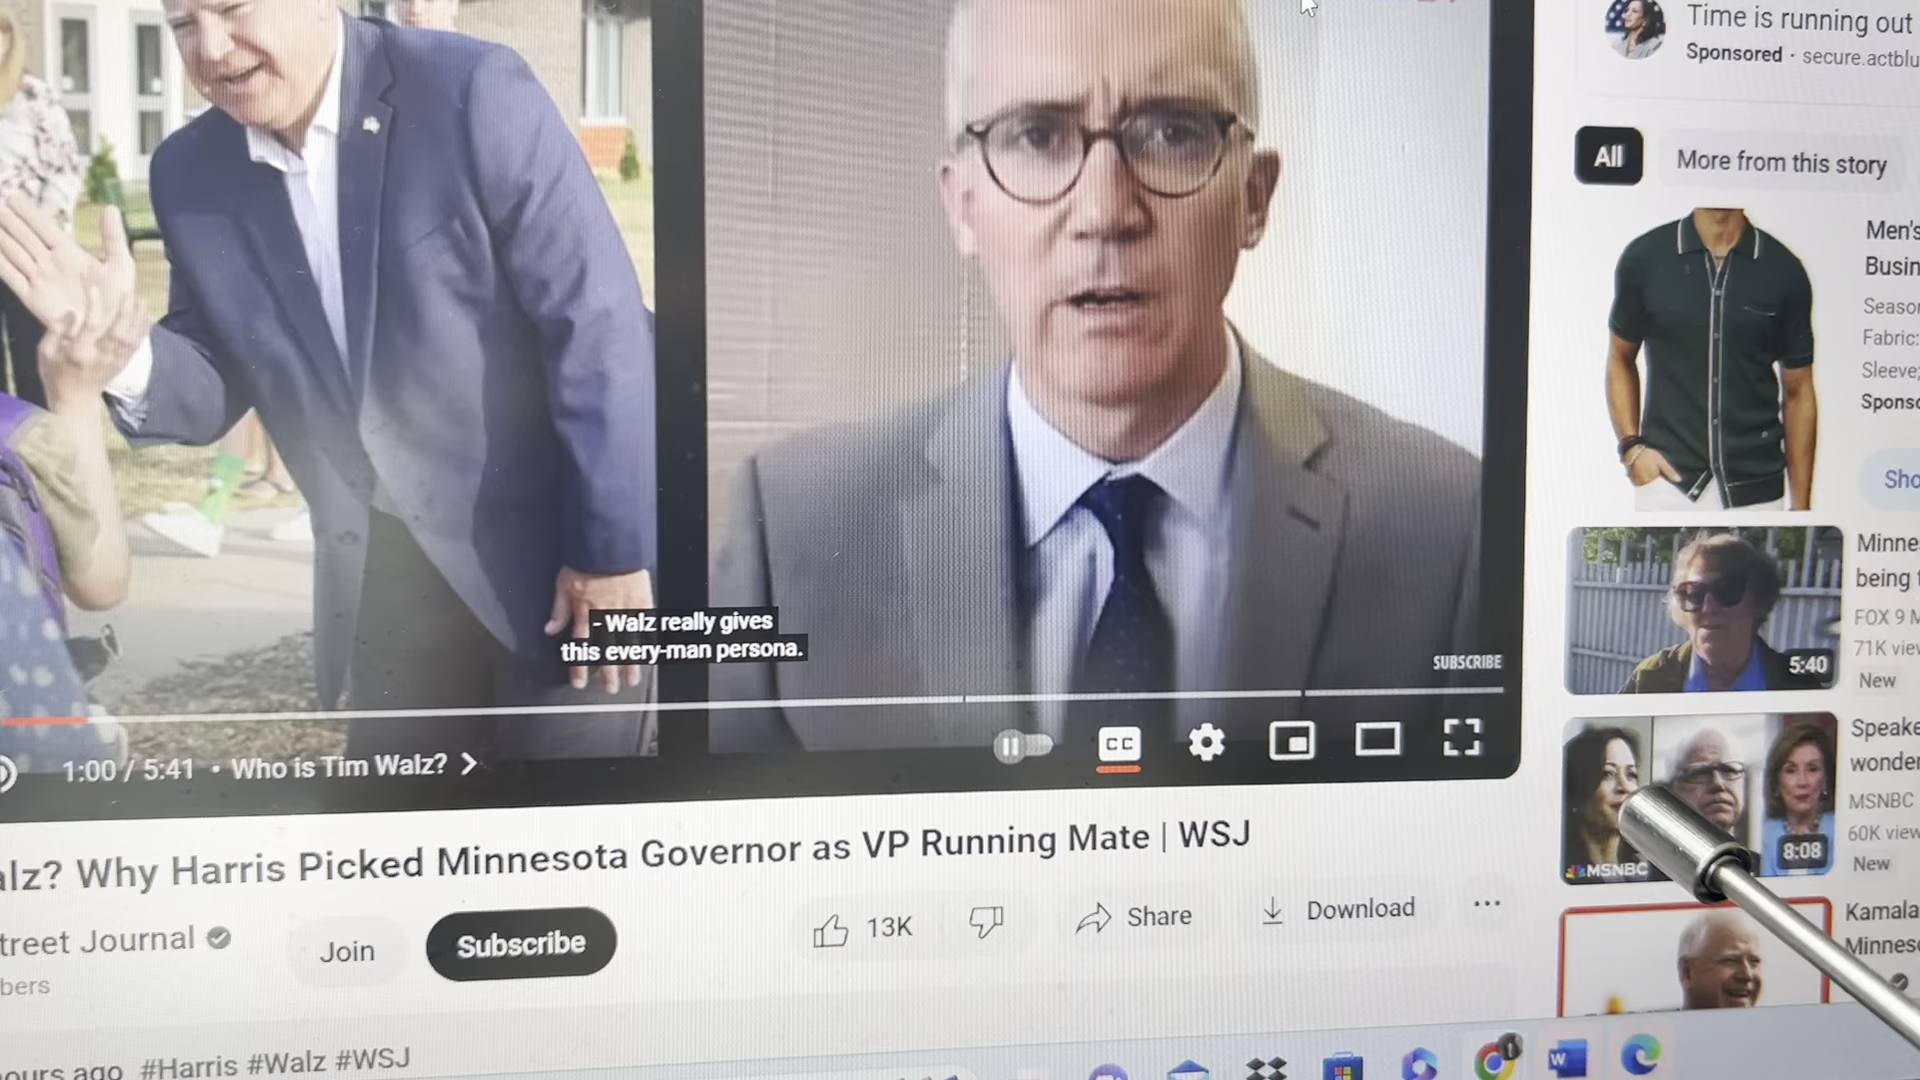 Time is running out
Sponsored · secure.actblu
All
More from this story
Men's
Busin
Season
Fabric:
Sleeve;
Sponso
Sho
- Walz really gives
this every-man persona.
SUBSCRIBE
1:00 / 5:41 • Who is Tim Walz?
CC
5:40
Minne
being t
FOX 9 M
71K view
New
MSNBC
8:08
Speake
wonder
MSNBC
60K view
New
alz? Why Harris Picked Minnesota Governor as VP Running Mate | WSJ
treet Journal
bers
Join
Subscribe
13K
Share
Download
...
Kamala
Minnes
ours ago #Harris #Walz #WSJ
W